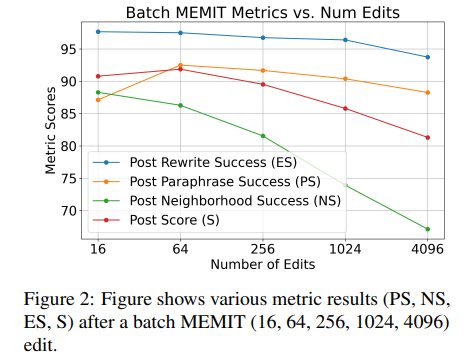 Batch MEMIT Metrics vs. Num Edits
95
90
85
80
75
70
Metric Scores
Post Rewrite Success (ES)
Post Paraphrase Success (PS)
Post Neighborhood Success (NS)
Post Score (S)
16 64 256 1024 4096
Number of Edits
Figure 2: Figure shows various metric results (PS, NS,
ES, S) after a batch MEMIT (16, 64, 256, 1024, 4096)
edit.